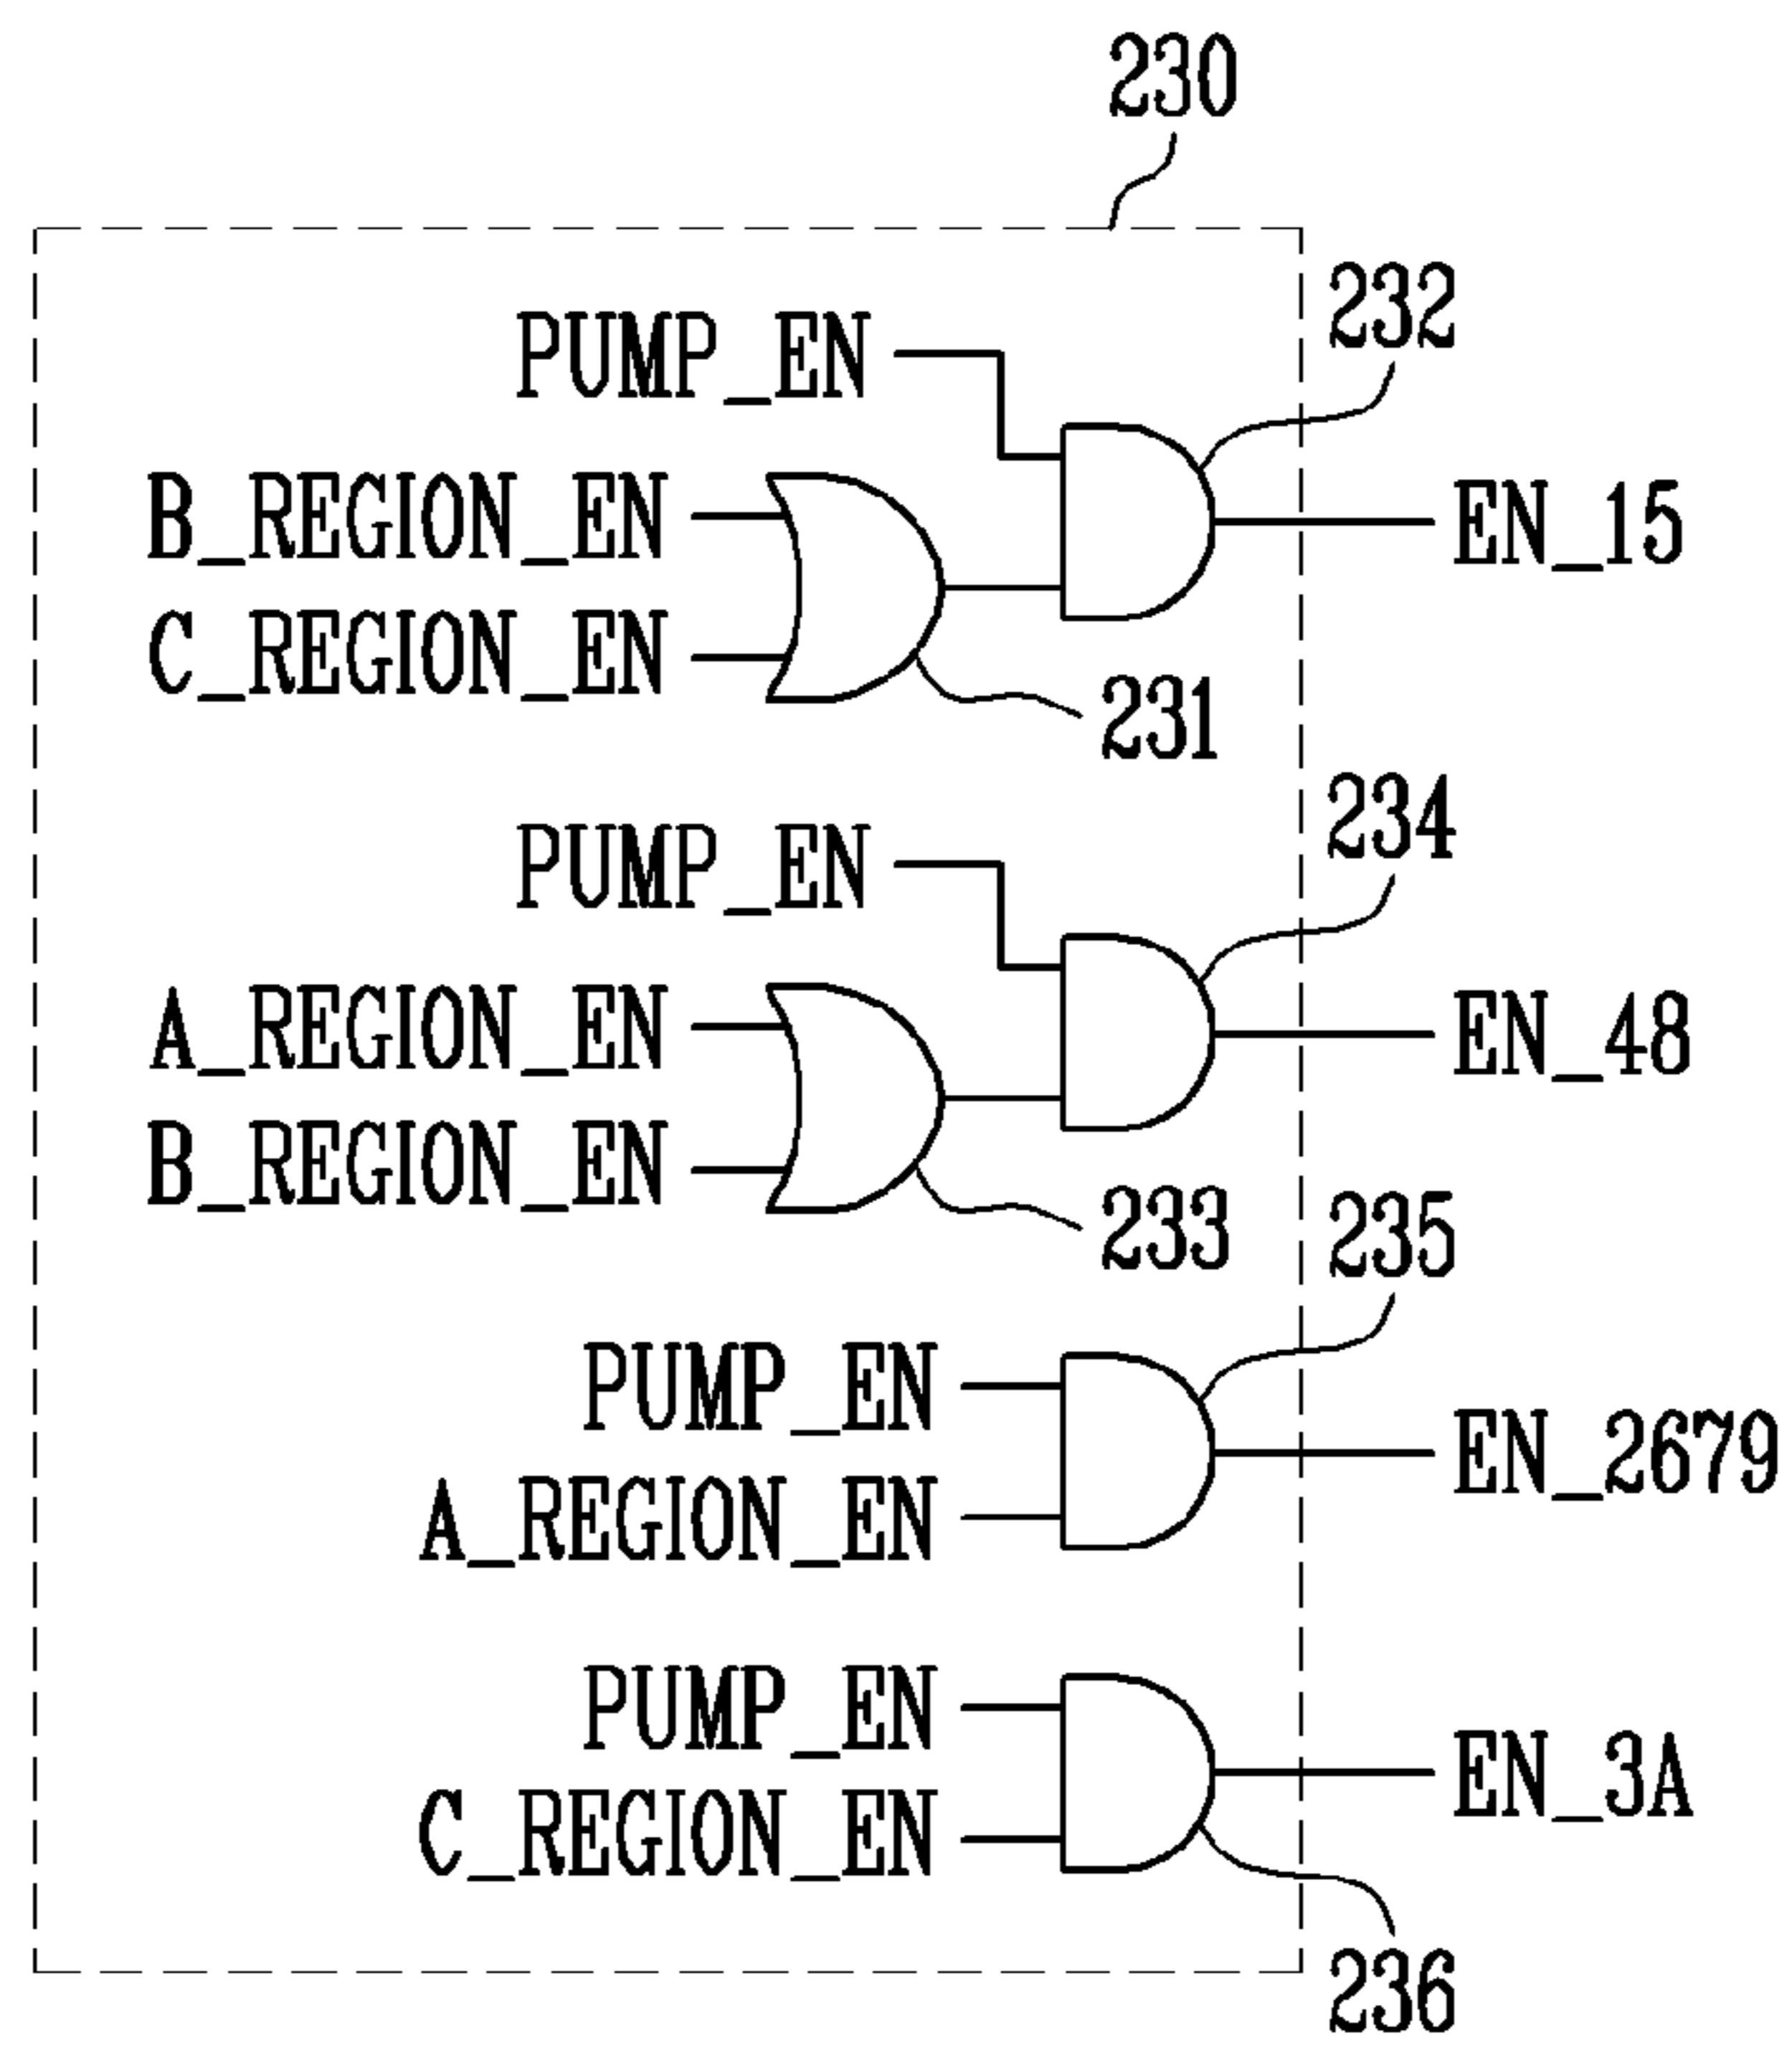 230
232
PUMP_EN
B_REGION_EN
EN_15
C_REGION_EN
231
234
PUMP_EN
A_REGION_EN
EN_48
B_REGION_EN
233
235
PUMP_EN
EN_2679
A_REGION_EN
PUMP_EN
EN_3A
C_REGION_EN
236